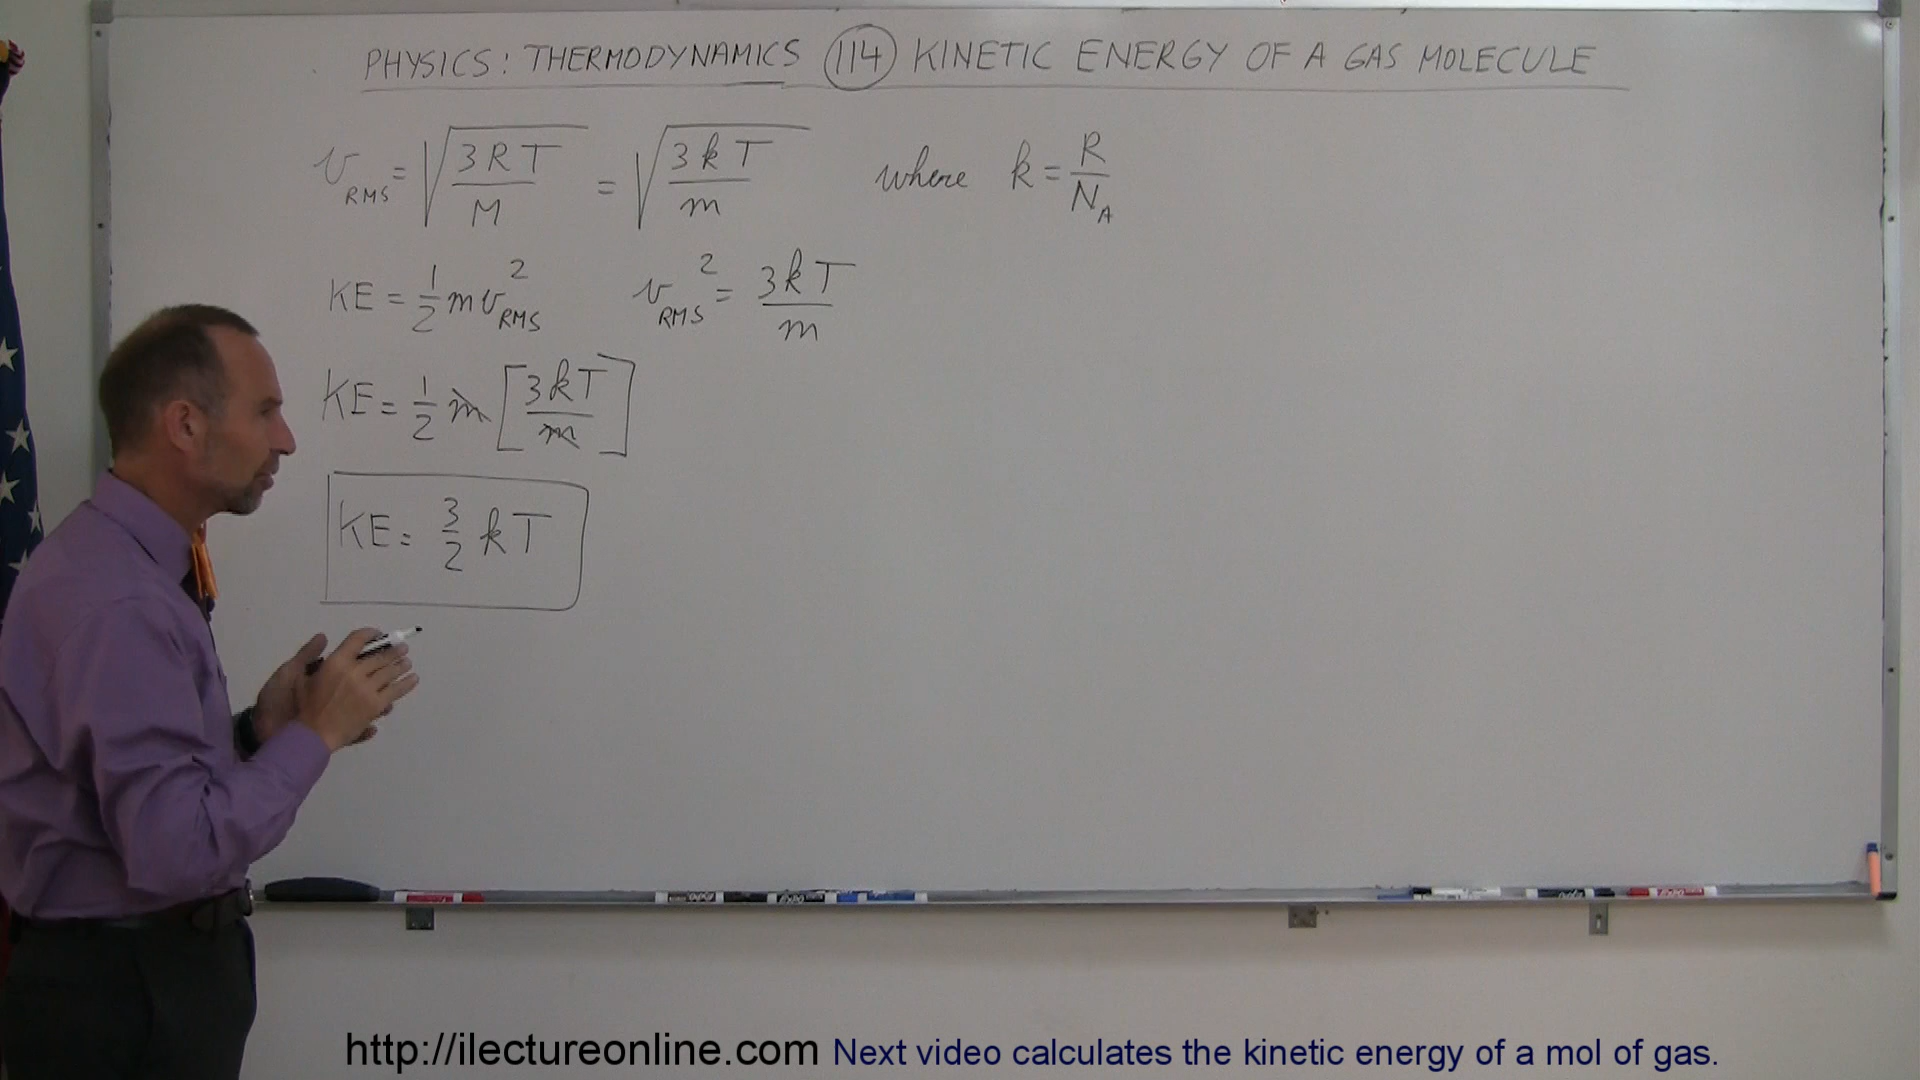 PHYSICS: THERMODYNAMICS 114 KINETIC ENERGY OF A GAS MOLECULE
v_RMS = √(3RT/M) = √(3kT/m) where k = R/N_A
KE = 1/2 m v_RMS^2 v_RMS^2 = 3kT/m
KE = 1/2 m [3kT/m]
KE = 3/2 kT
http://ilectureonline.com Next video calculates the kinetic energy of a mol of gas.